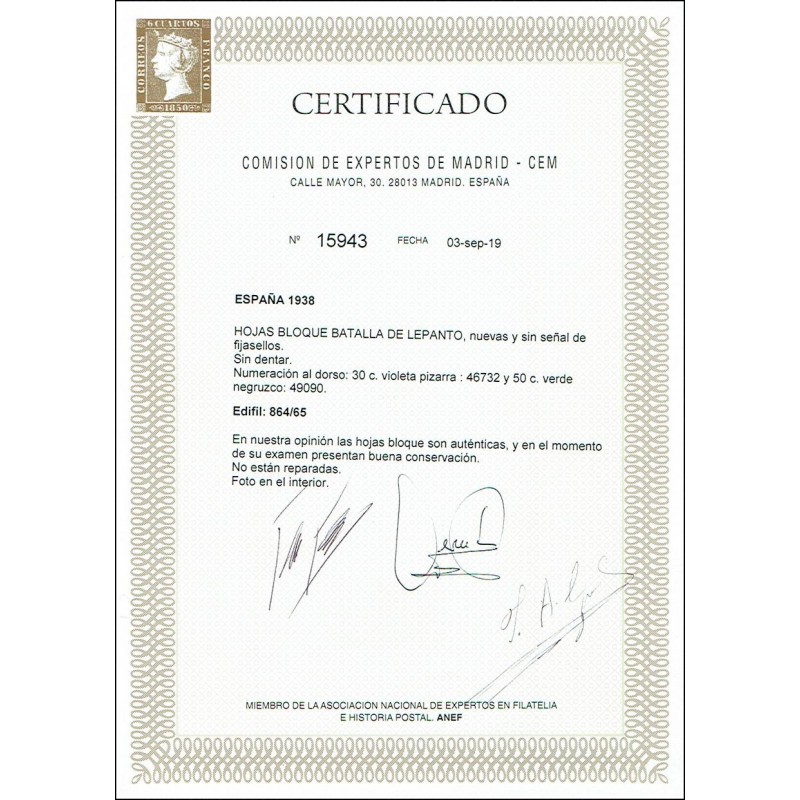 6 CUARTOS
CORREOS
FRANCO
1850
CERTIFICADO
COMISION DE EXPERTOS DE MADRID - CEM
CALLE MAYOR, 30. 28013 MADRID. ESPAÑA
Nº 15943 FECHA 03-sep-19
ESPAÑA 1938
HOJAS BLOQUE BATALLA DE LEPANTO, nuevas y sin señal de
fijasellos.
Sin dentar.
Numeración al dorso: 30 c. violeta pizarra : 46732 y 50 c. verde
negruzco: 49090.
Edifil: 864/65
En nuestra opinión las hojas bloque son auténticas, y en el momento
de su examen presentan buena conservación.
No están reparadas.
Foto en el interior.
MIEMBRO DE LA ASOCIACION NACIONAL DE EXPERTOS EN FILATELIA
E HISTORIA POSTAL. ANEF